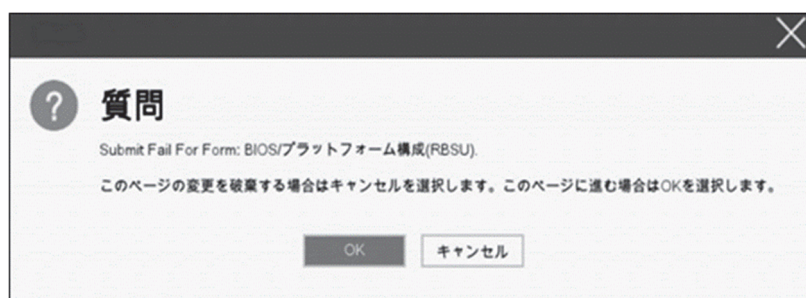 質問
Submit Fail For Form: BIOS/プラットフォーム構成(RBSU).
このページの変更を破棄する場合はキャンセルを選択します。このページに進む場合はOKを選択します。
OK
キャンセル